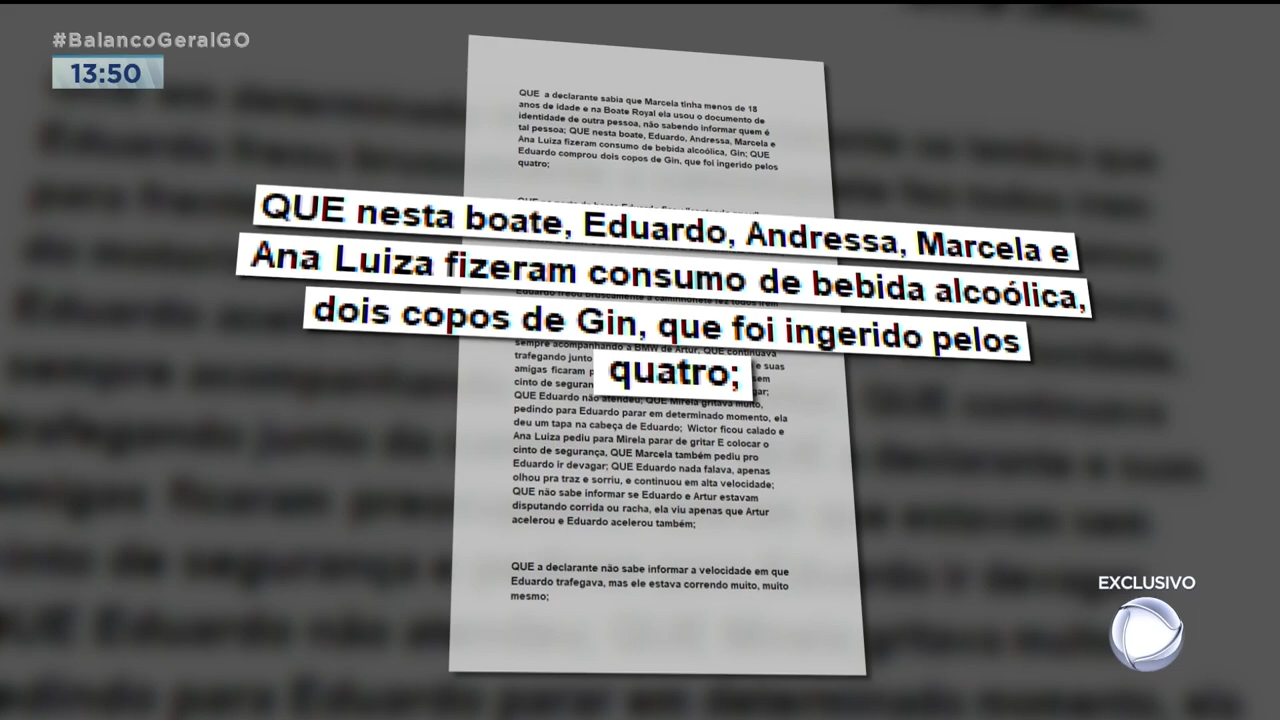 #BalancoGeralGO
13:50
QUE a declarante sabia que Marcela tinha menos de 18
anos de idade e na Boate Royal ela usou o documento de
identidade de outra pessoa, não sabendo informar quem é
tal pessoa; QUE nesta boate, Eduardo, Andressa, Marcela e
Ana Luiza fizeram consumo de bebida alcoólica, Gin; QUE
Eduardo comprou dois copos de Gin, que foi ingerido pelos
quatro;
QUE nesta boate, Eduardo, Andressa, Marcela e
Ana Luiza fizeram consumo de bebida alcoólica,
dois copos de Gin, que foi ingerido pelos
quatro;
sempre acompanhando a BMW de Artur, QUE continuava
trafegando junto e suas
amigas ficaram sem
cinto de seguran
QUE Eduardo não atendeu; QUE Mirela gritava muito,
pedindo para Eduardo parar em determinado momento, ela
deu um tapa na cabeça de Eduardo; Wictor ficou calado e
Ana Luiza pediu para Mirela parar de gritar E colocar o
cinto de segurança, QUE Marcela também pediu pro
Eduardo ir devagar; QUE Eduardo nada falava, apenas
olhou pra traz e sorriu, e continuou em alta velocidade;
QUE não sabe informar se Eduardo e Artur estavam
disputando corrida ou racha, ela viu apenas que Artur
acelerou e Eduardo acelerou também;
QUE a declarante não sabe informar a velocidade em que
Eduardo trafegava, mas ele estava correndo muito, muito
mesmo;
EXCLUSIVO